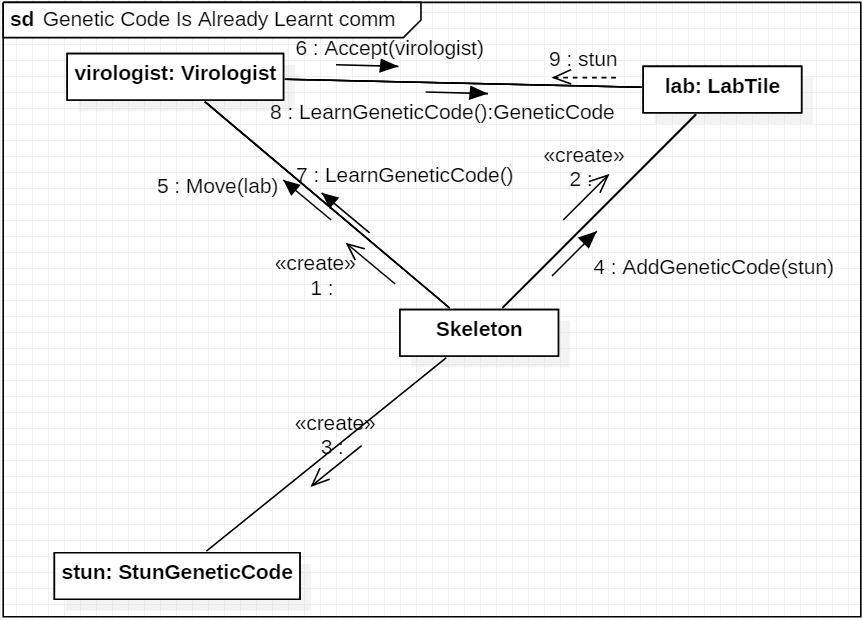 sd Genetic Code Is Already Learnt comm
6 : Accept(virologist)
9 : stun
virologist: Virologist
lab: LabTile
8 : LearnGeneticCode():GeneticCode
«create»
2 :
7 : LearnGeneticCode()
5 : Move(lab)
«create»
1 :
4 : AddGeneticCode(stun)
Skeleton
«create»
3 :
stun: StunGeneticCode